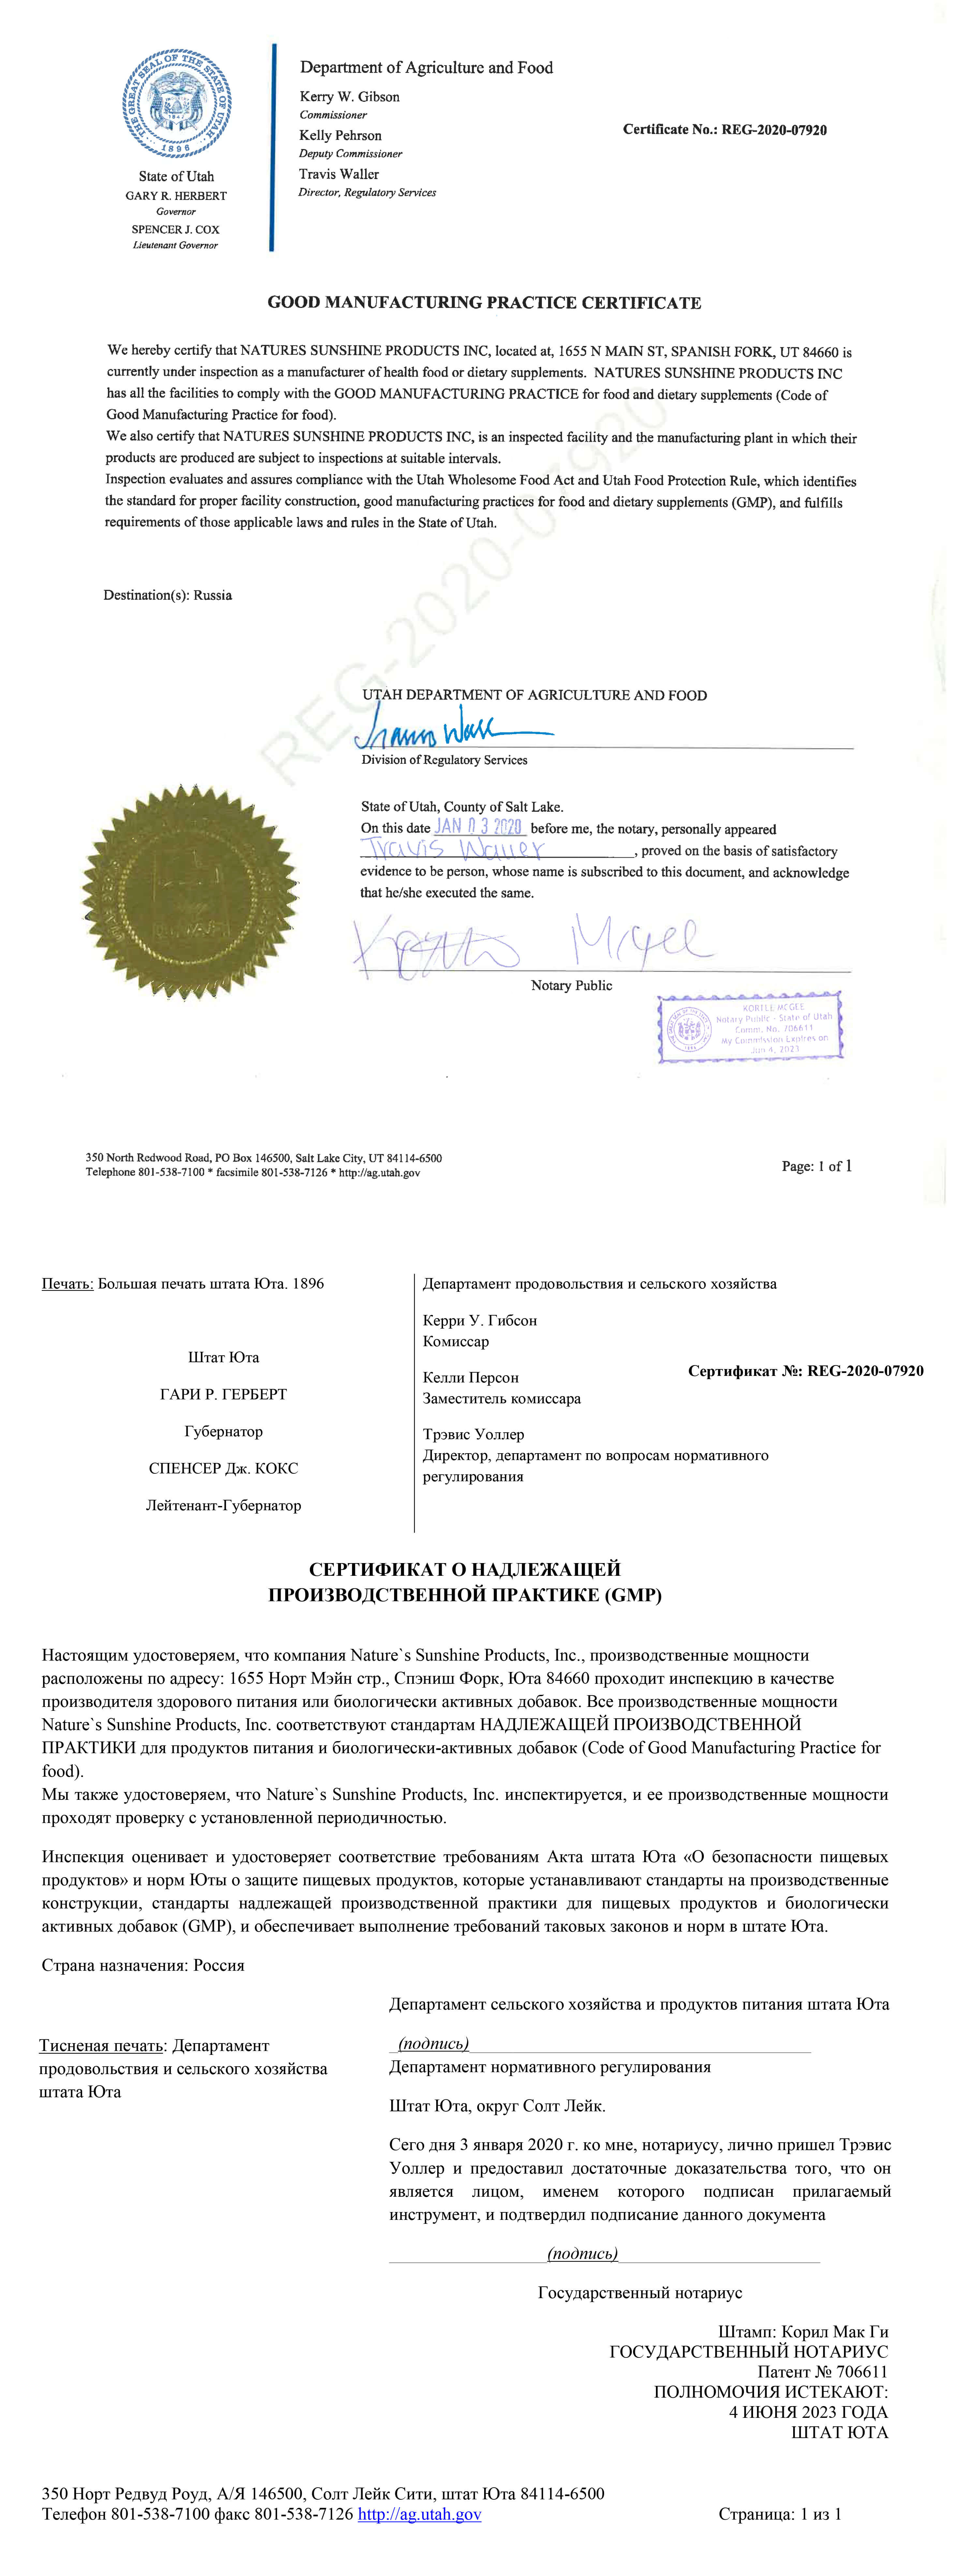 THE GREAT SEAL OF THE STATE OF UTAH
1896
State of Utah
GARY R. HERBERT
Governor
SPENCER J. COX
Lieutenant Governor
Department of Agriculture and Food
Kerry W. Gibson
Commissioner
Kelly Pehrson
Deputy Commissioner
Travis Waller
Director, Regulatory Services
Certificate No.: REG-2020-07920
GOOD MANUFACTURING PRACTICE CERTIFICATE
We hereby certify that NATURES SUNSHINE PRODUCTS INC, located at, 1655 N MAIN ST, SPANISH FORK, UT 84660 is
currently under inspection as a manufacturer of health food or dietary supplements. NATURES SUNSHINE PRODUCTS INC
has all the facilities to comply with the GOOD MANUFACTURING PRACTICE for food and dietary supplements (Code of
Good Manufacturing Practice for food).
We also certify that NATURES SUNSHINE PRODUCTS INC, is an inspected facility and the manufacturing plant in which their
products are produced are subject to inspections at suitable intervals.
Inspection evaluates and assures compliance with the Utah Wholesome Food Act and Utah Food Protection Rule, which identifies
the standard for proper facility construction, good manufacturing practices for food and dietary supplements (GMP), and fulfills
requirements of those applicable laws and rules in the State of Utah.
REG-2020-07920
Destination(s): Russia
UTAH DEPARTMENT OF AGRICULTURE AND FOOD
Division of Regulatory Services
State of Utah, County of Salt Lake.
On this date JAN 03 2020 before me, the notary, personally appeared
Travis Waller, proved on the basis of satisfactory
evidence to be person, whose name is subscribed to this document, and acknowledge
that he/she executed the same.
Notary Public
KORILE MCGEE
Notary Public - State of Utah
Comm. No. 706611
My Commission Expires on
Jun 4, 2023
350 North Redwood Road, PO Box 146500, Salt Lake City, UT 84114-6500
Telephone 801-538-7100 * facsimile 801-538-7126 * http://ag.utah.gov
Page: 1 of 1
Печать: Большая печать штата Юта. 1896
Штат Юта
ГАРИ Р. ГЕРБЕРТ
Губернатор
СПЕНСЕР Дж. КОКС
Лейтенант-Губернатор
Департамент продовольствия и сельского хозяйства
Керри У. Гибсон
Комиссар
Келли Персон
Заместитель комиссара
Трэвис Уоллер
Директор, департамент по вопросам нормативного
регулирования
Сертификат №: REG-2020-07920
СЕРТИФИКАТ О НАДЛЕЖАЩЕЙ
ПРОИЗВОДСТВЕННОЙ ПРАКТИКЕ (GMP)
Настоящим удостоверяем, что компания Nature`s Sunshine Products, Inc., производственные мощности
расположены по адресу: 1655 Норт Мэйн стр., Спэниш Форк, Юта 84660 проходит инспекцию в качестве
производителя здорового питания или биологически активных добавок. Все производственные мощности
Nature`s Sunshine Products, Inc. соответствуют стандартам НАДЛЕЖАЩЕЙ ПРОИЗВОДСТВЕННОЙ
ПРАКТИКИ для продуктов питания и биологически-активных добавок (Code of Good Manufacturing Practice for
food).
Мы также удостоверяем, что Nature`s Sunshine Products, Inc. инспектируется, и ее производственные мощности
проходят проверку с установленной периодичностью.
Инспекция оценивает и удостоверяет соответствие требованиям Акта штата Юта «О безопасности пищевых
продуктов» и норм Юты о защите пищевых продуктов, которые устанавливают стандарты на производственные
конструкции, стандарты надлежащей производственной практики для пищевых продуктов и биологически
активных добавок (GMP), и обеспечивает выполнение требований таковых законов и норм в штате Юта.
Страна назначения: Россия
Департамент сельского хозяйства и продуктов питания штата Юта
Тисненая печать: Департамент
продовольствия и сельского хозяйства
штата Юта
(подпись)
Департамент нормативного регулирования
Штат Юта, округ Солт Лейк.
Сего дня 3 января 2020 г. ко мне, нотариусу, лично пришел Трэвис
Уоллер и предоставил достаточные доказательства того, что он
является лицом, именем которого подписан прилагаемый
инструмент, и подтвердил подписание данного документа
(подпись)
Государственный нотариус
Штамп: Корил Мак Ги
ГОСУДАРСТВЕННЫЙ НОТАРИУС
Патент № 706611
ПОЛНОМОЧИЯ ИСТЕКАЮТ:
4 ИЮНЯ 2023 ГОДА
ШТАТ ЮТА
350 Норт Редвуд Роуд, А/Я 146500, Солт Лейк Сити, штат Юта 84114-6500
Телефон 801-538-7100 факс 801-538-7126 http://ag.utah.gov
Страница: 1 из 1